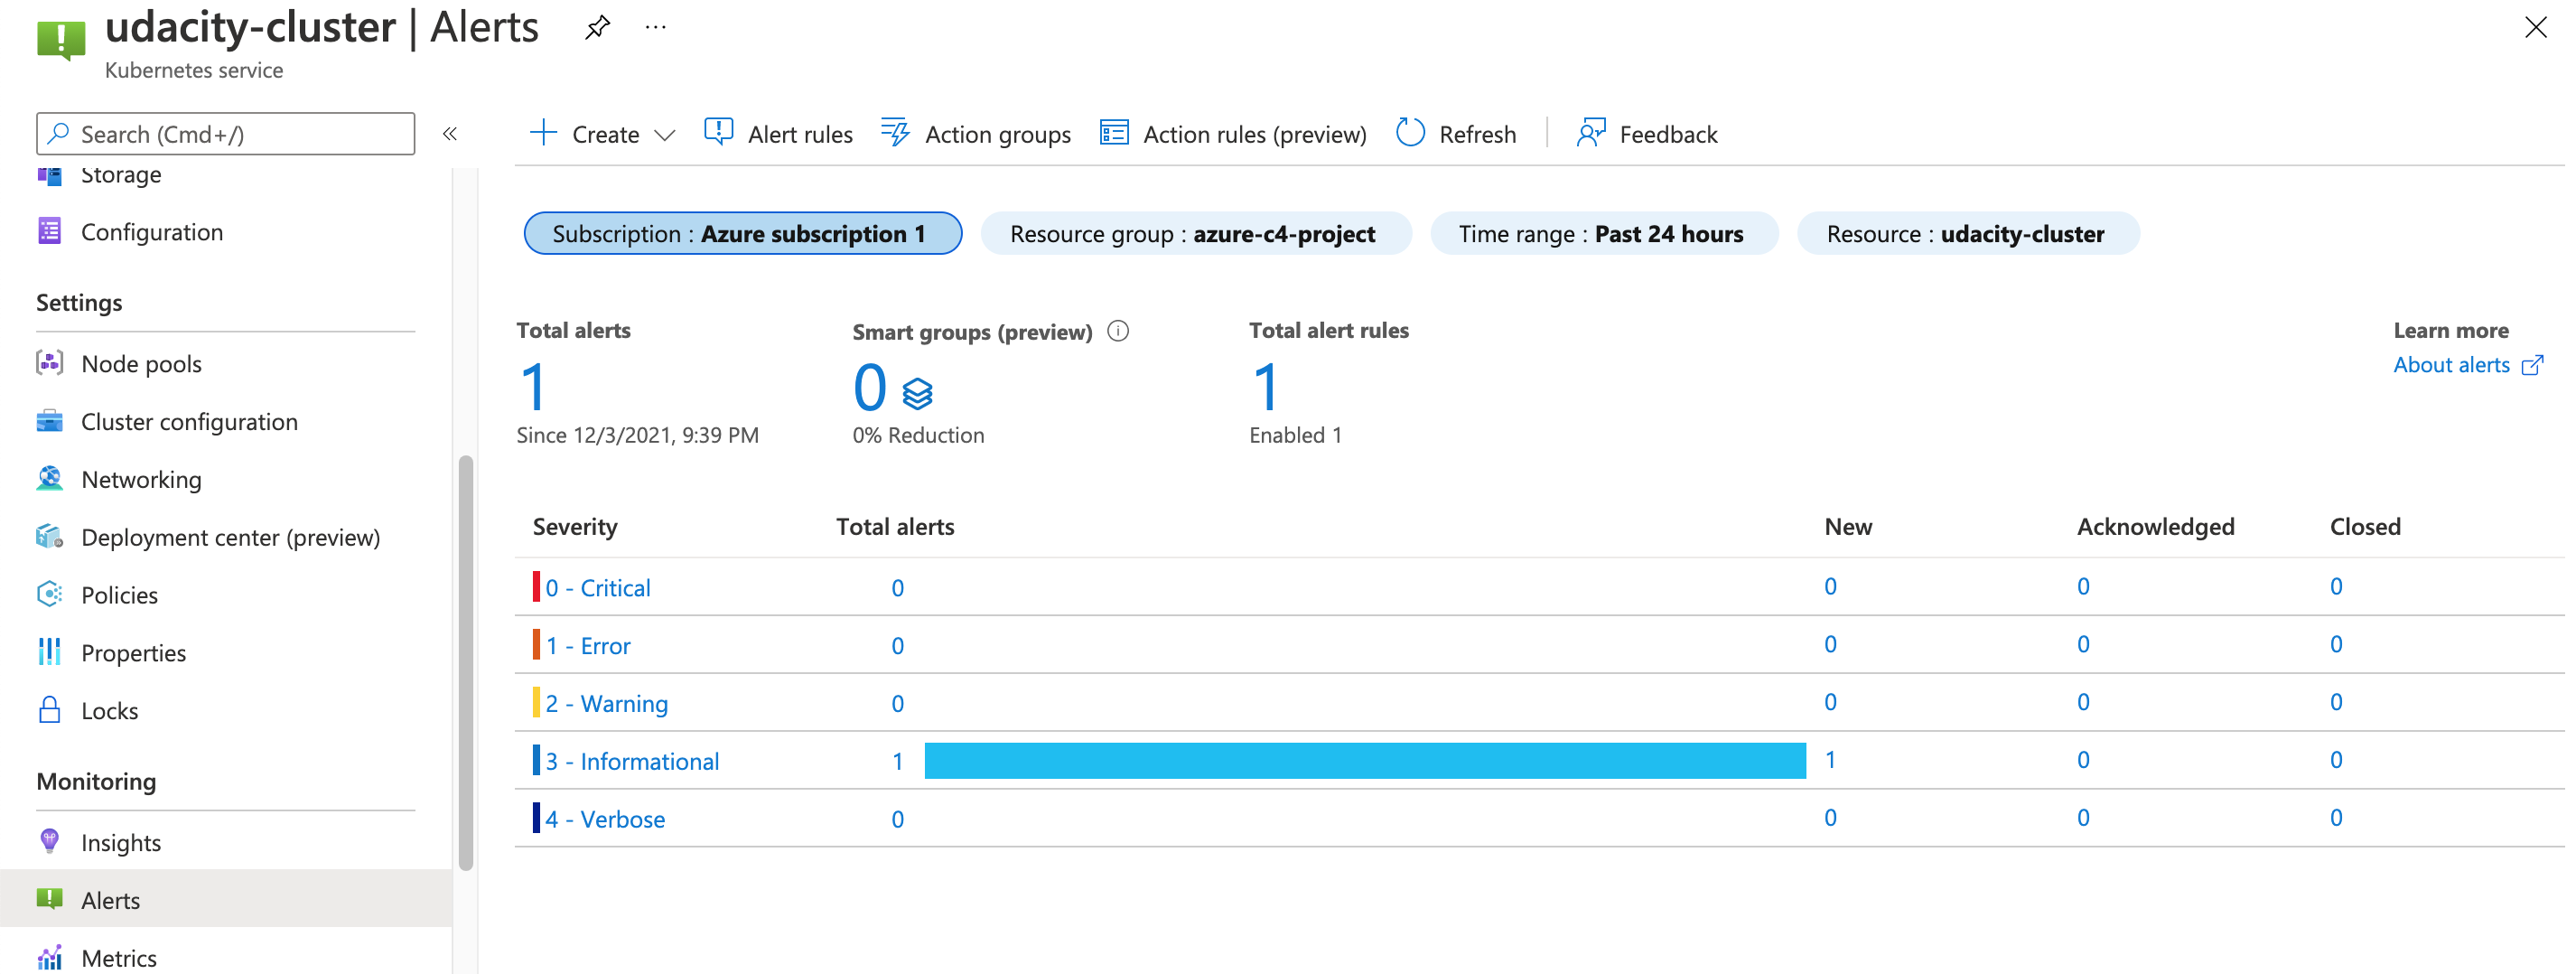 udacity-cluster | Alerts
Kubernetes service
Search (Cmd+/)
Storage
Configuration
Settings
Node pools
Cluster configuration
Networking
Deployment center (preview)
Policies
Properties
Locks
Monitoring
Insights
Alerts
Metrics
Create Alert rules Action groups Action rules (preview) Refresh Feedback
Subscription : Azure subscription 1 Resource group : azure-c4-project Time range : Past 24 hours Resource : udacity-cluster
Total alerts
1
Since 12/3/2021, 9:39 PM
Smart groups (preview)
0
0% Reduction
Total alert rules
1
Enabled 1
Learn more
About alerts
Severity Total alerts New Acknowledged Closed
0 - Critical 0 0 0 0
1 - Error 0 0 0 0
2 - Warning 0 0 0 0
3 - Informational 1 1 0 0
4 - Verbose 0 0 0 0